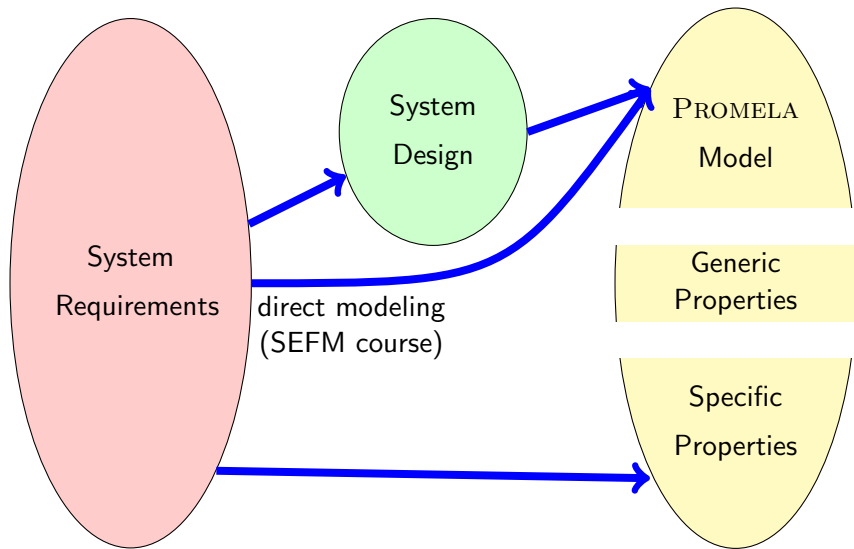 System
Design
PROMELA
Model
System
Requirements
direct modeling
(SEFM course)
Generic
Properties
Specific
Properties